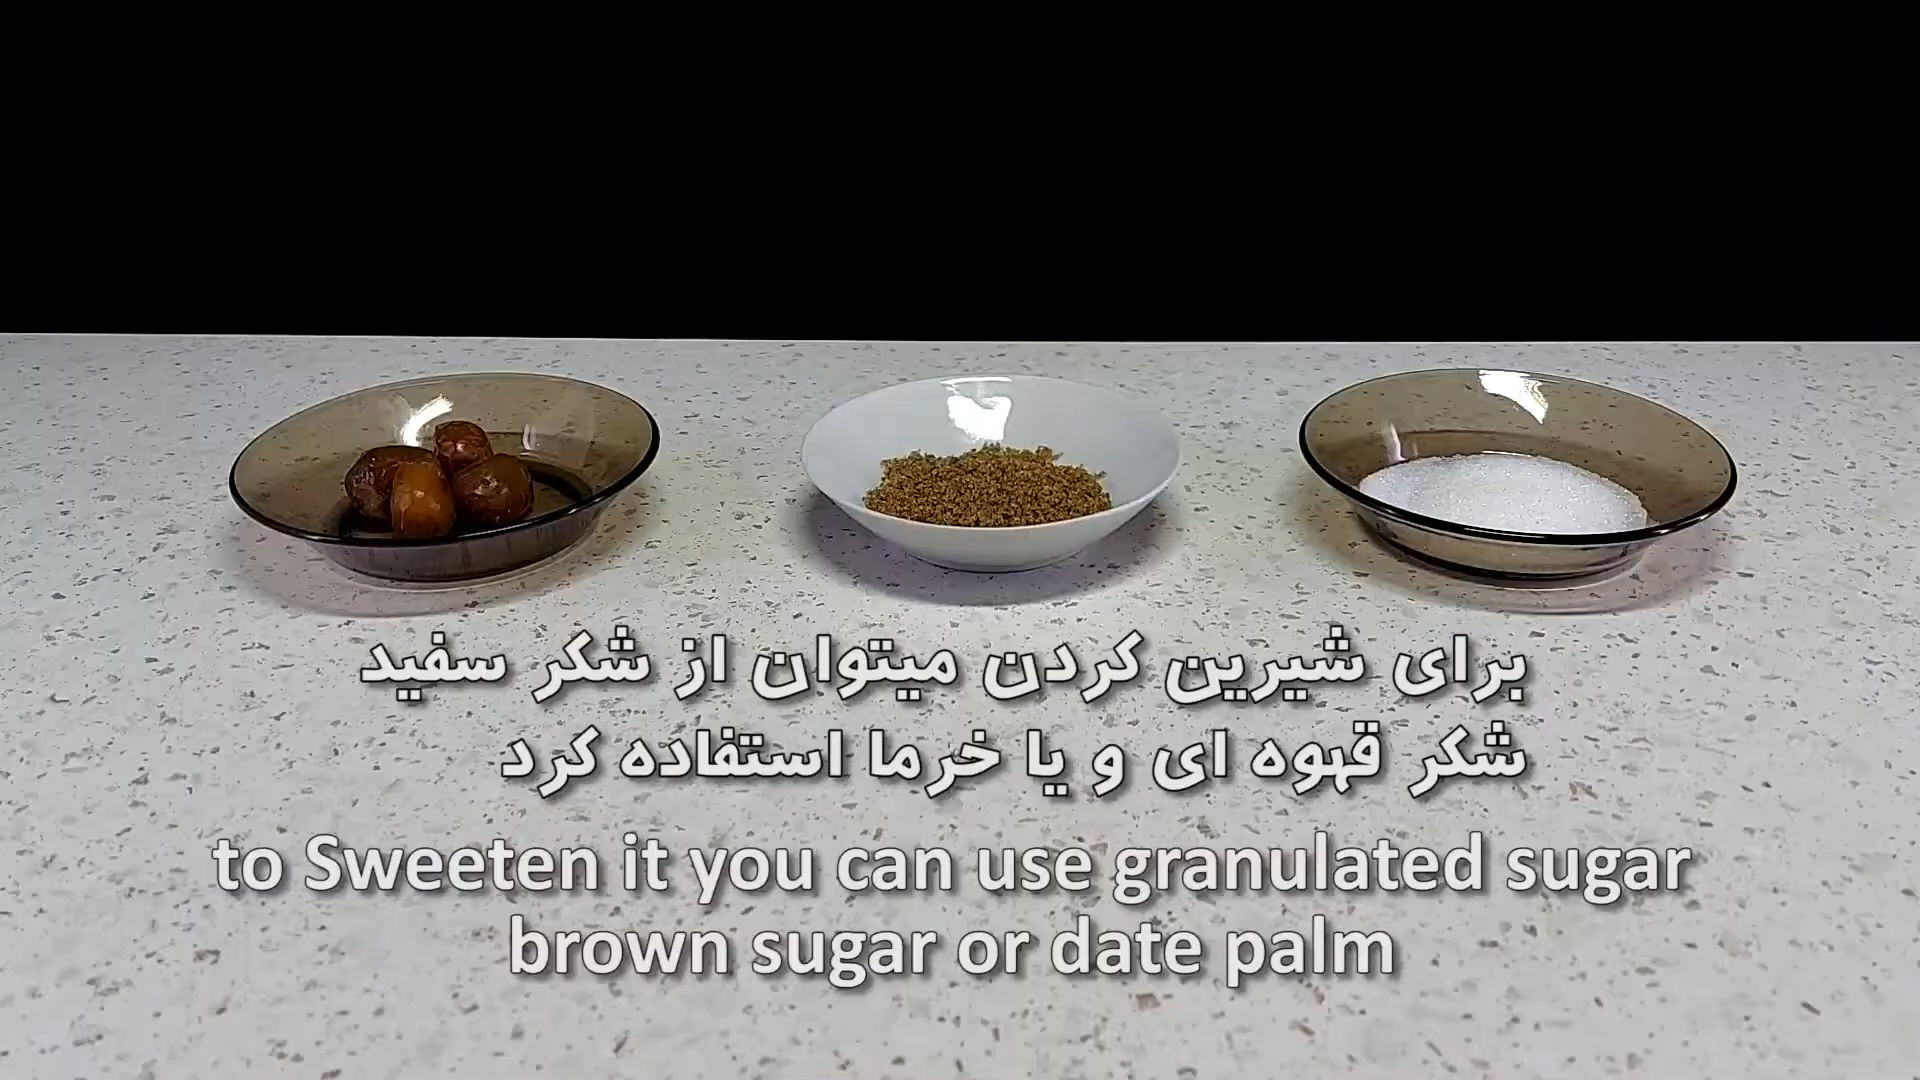 برای شیرین کردن میتوان از شکر سفید
شکر قهوه ای و یا خرما استفاده کرد
to Sweeten it you can use granulated sugar
brown sugar or date palm